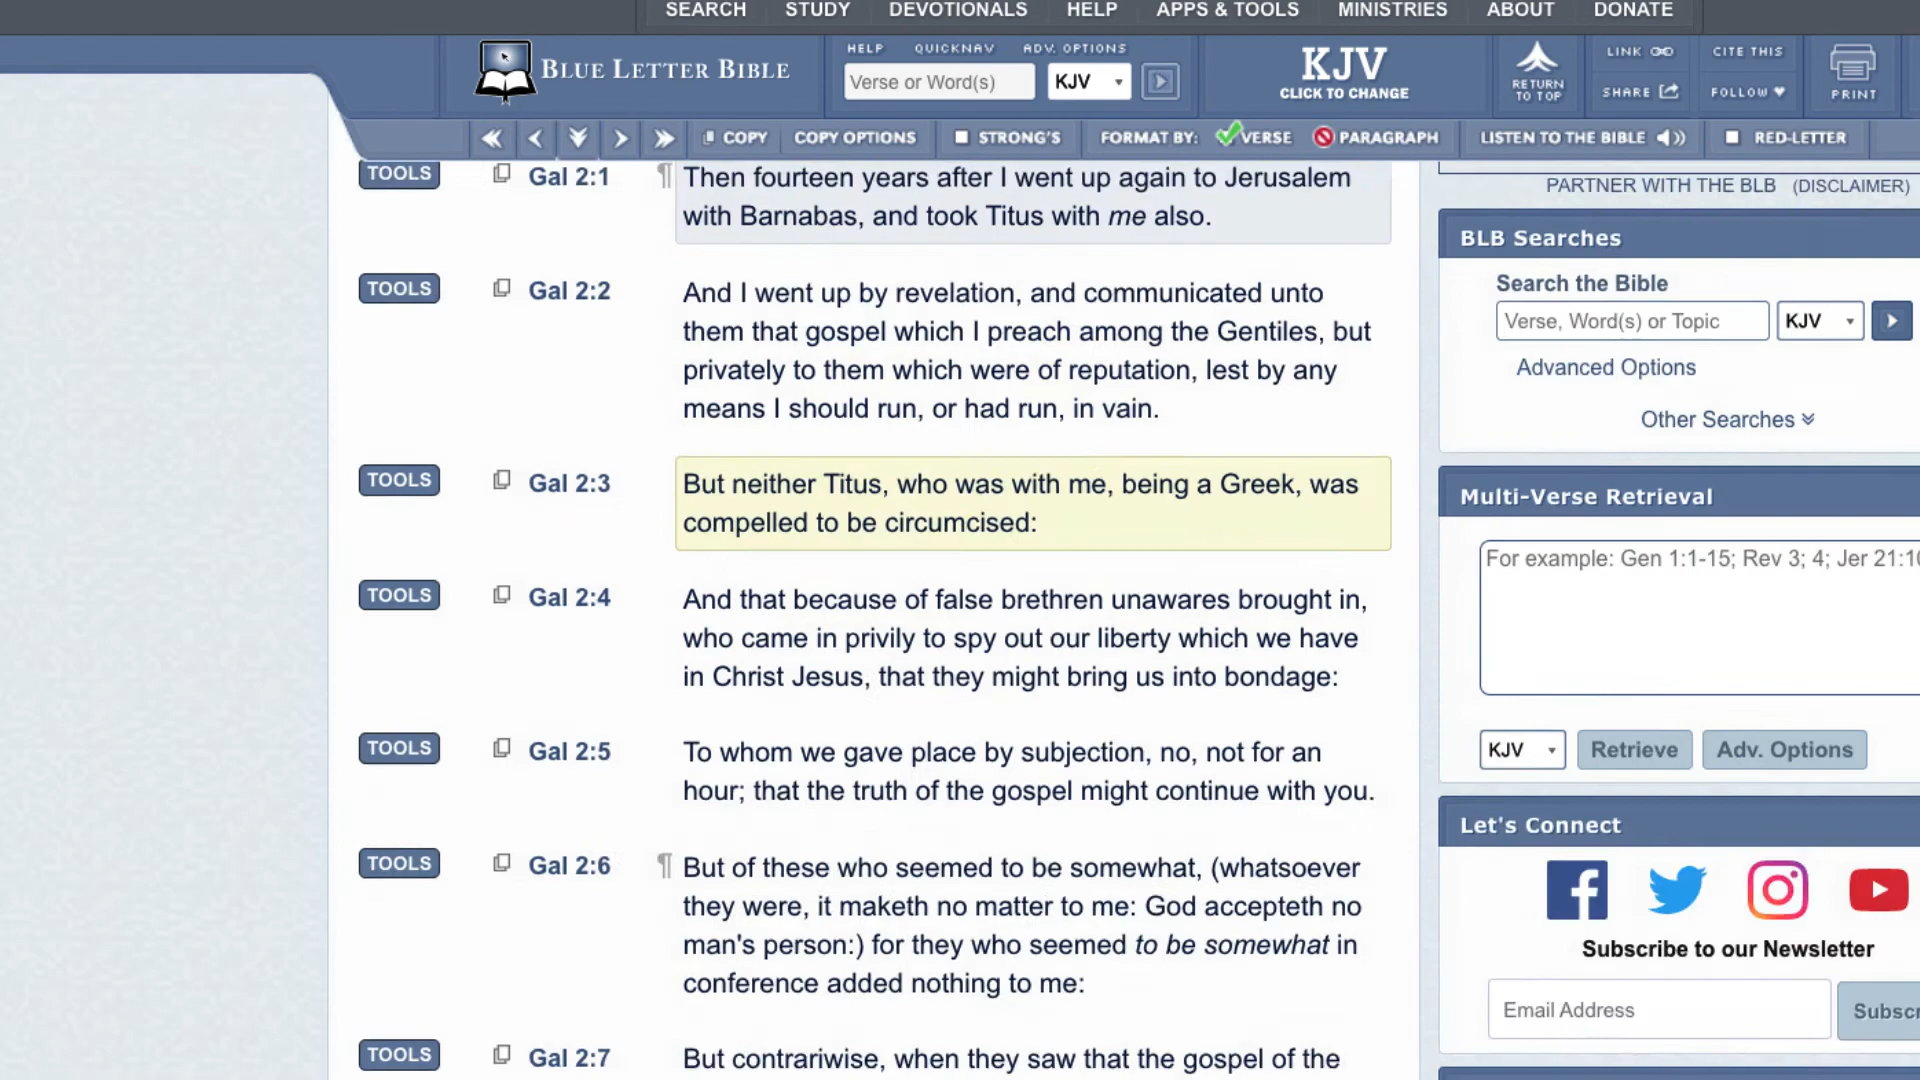 SEARCH STUDY DEVOTIONALS HELP APPS & TOOLS MINISTRIES ABOUT DONATE
BLUE LETTER BIBLE
HELP QUICKNAV ADV. OPTIONS
Verse or Word(s) KJV
KJV
CLICK TO CHANGE
RETURN
TO TOP
LINK
SHARE
CITE THIS
FOLLOW
PRINT
COPY COPY OPTIONS STRONG'S FORMAT BY: VERSE PARAGRAPH LISTEN TO THE BIBLE RED-LETTER
TOOLS Gal 2:1 ¶ Then fourteen years after I went up again to Jerusalem
with Barnabas, and took Titus with me also.
TOOLS Gal 2:2 And I went up by revelation, and communicated unto
them that gospel which I preach among the Gentiles, but
privately to them which were of reputation, lest by any
means I should run, or had run, in vain.
TOOLS Gal 2:3 But neither Titus, who was with me, being a Greek, was
compelled to be circumcised:
TOOLS Gal 2:4 And that because of false brethren unawares brought in,
who came in privily to spy out our liberty which we have
in Christ Jesus, that they might bring us into bondage:
TOOLS Gal 2:5 To whom we gave place by subjection, no, not for an
hour; that the truth of the gospel might continue with you.
TOOLS Gal 2:6 ¶ But of these who seemed to be somewhat, (whatsoever
they were, it maketh no matter to me: God accepteth no
man's person:) for they who seemed to be somewhat in
conference added nothing to me:
TOOLS Gal 2:7 But contrariwise, when they saw that the gospel of the
PARTNER WITH THE BLB (DISCLAIMER)
BLB Searches
Search the Bible
Verse, Word(s) or Topic KJV
Advanced Options
Other Searches
Multi-Verse Retrieval
For example: Gen 1:1-15; Rev 3; 4; Jer 21:1
KJV Retrieve Adv. Options
Let's Connect
Subscribe to our Newsletter
Email Address Subscr